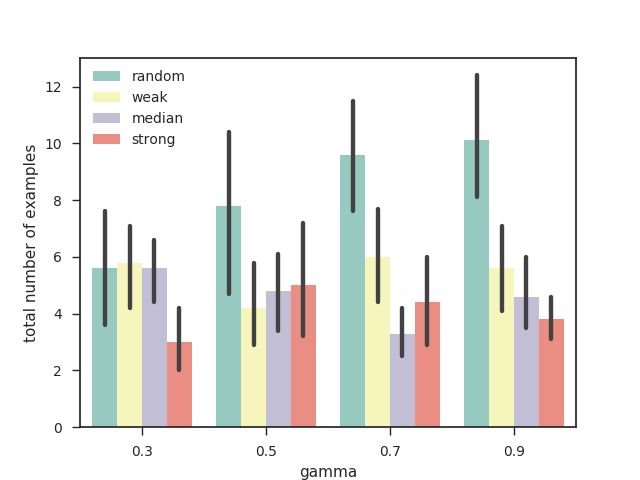 random
weak
median
strong
total number of examples
12
10
8
6
4
2
0
0.3 0.5 0.7 0.9
gamma